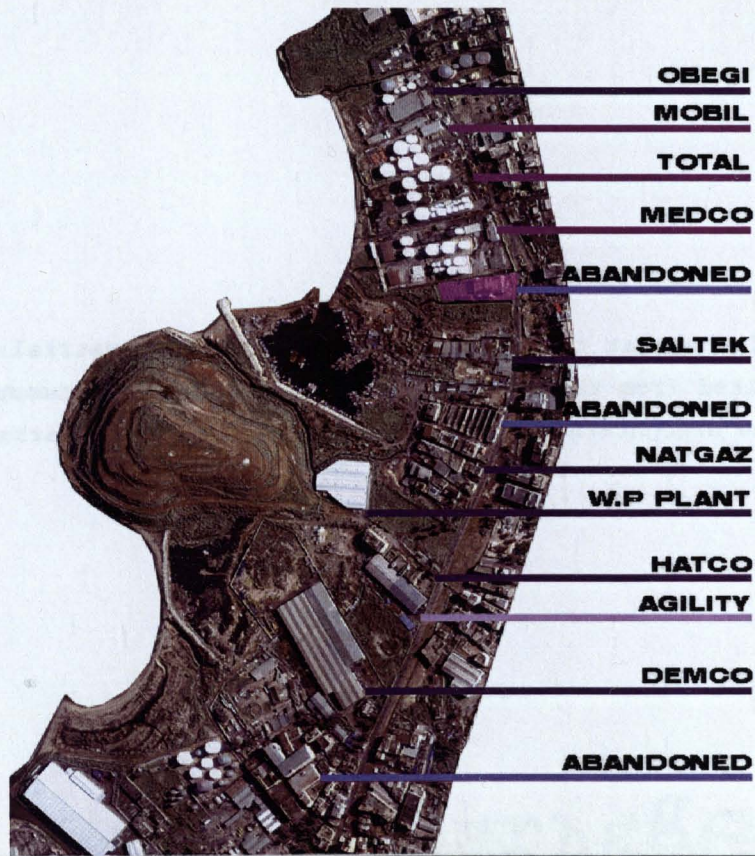 OBEGI
MOBIL
TOTAL
MEDCO
ABANDONED
SALTEK
ABANDONED
NATGAZ
W.P PLANT
HATCO
AGILITY
DEMCO
ABANDONED